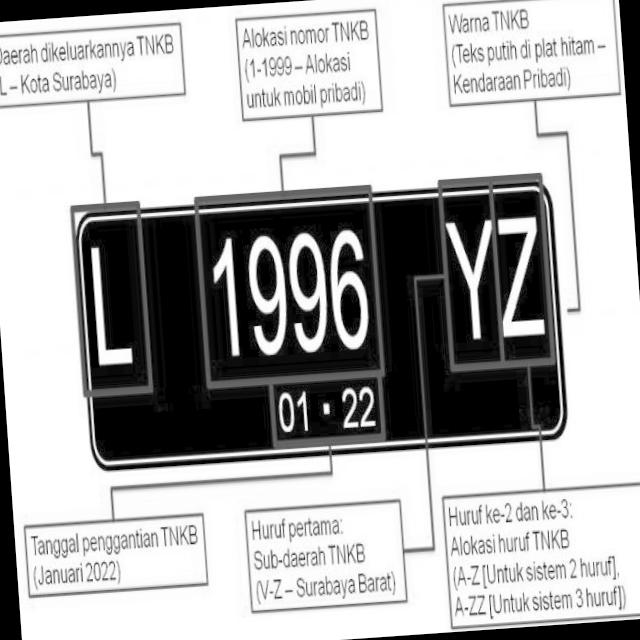 Daerah dikeluarkannya TNKB
L – Kota Surabaya)
Alokasi nomor TNKB
(1-1999 – Alokasi
untuk mobil pribadi)
Warna TNKB
(Teks putih di plat hitam –
Kendaraan Pribadi)
L 1996 YZ
01 · 22
Tanggal penggantian TNKB
(Januari 2022)
Huruf pertama:
Sub-daerah TNKB
(V-Z – Surabaya Barat)
Huruf ke-2 dan ke-3:
Alokasi huruf TNKB
(A-Z [Untuk sistem 2 huruf],
A-ZZ [Untuk sistem 3 huruf])